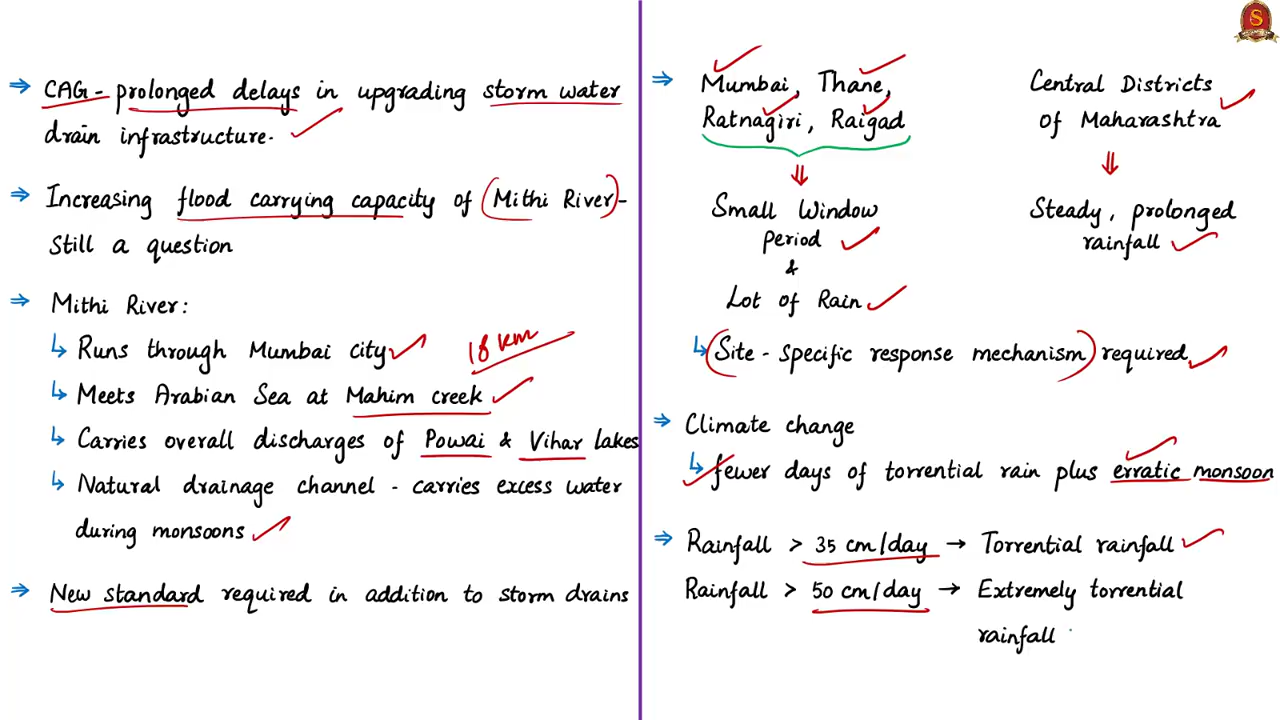 ⇒ CAG - prolonged delays in upgrading storm water
drain infrastructure.
⇒ Increasing flood carrying capacity of (Mithi River) -
Still a question
⇒ Mithi River:
↳ Runs through Mumbai city
18 km
↳ Meets Arabian Sea at Mahim creek
↳ Carries overall discharges of Powai & Vihar lakes
↳ Natural drainage channel - carries excess water
during monsoons
⇒ New standard required in addition to storm drains
⇒ Mumbai, Thane,
Ratnagiri, Raigad
⇓
Small Window
Period
&
Lot of Rain
Central Districts
of Maharashtra
⇓
Steady, prolonged
rainfall
↳ (Site - Specific response mechanism) required
⇒ Climate change
↳ fewer days of torrential rain plus erratic monsoon
⇒ Rainfall > 35 cm/day → Torrential rainfall
Rainfall > 50 cm/day → Extremely torrential
rainfall
S